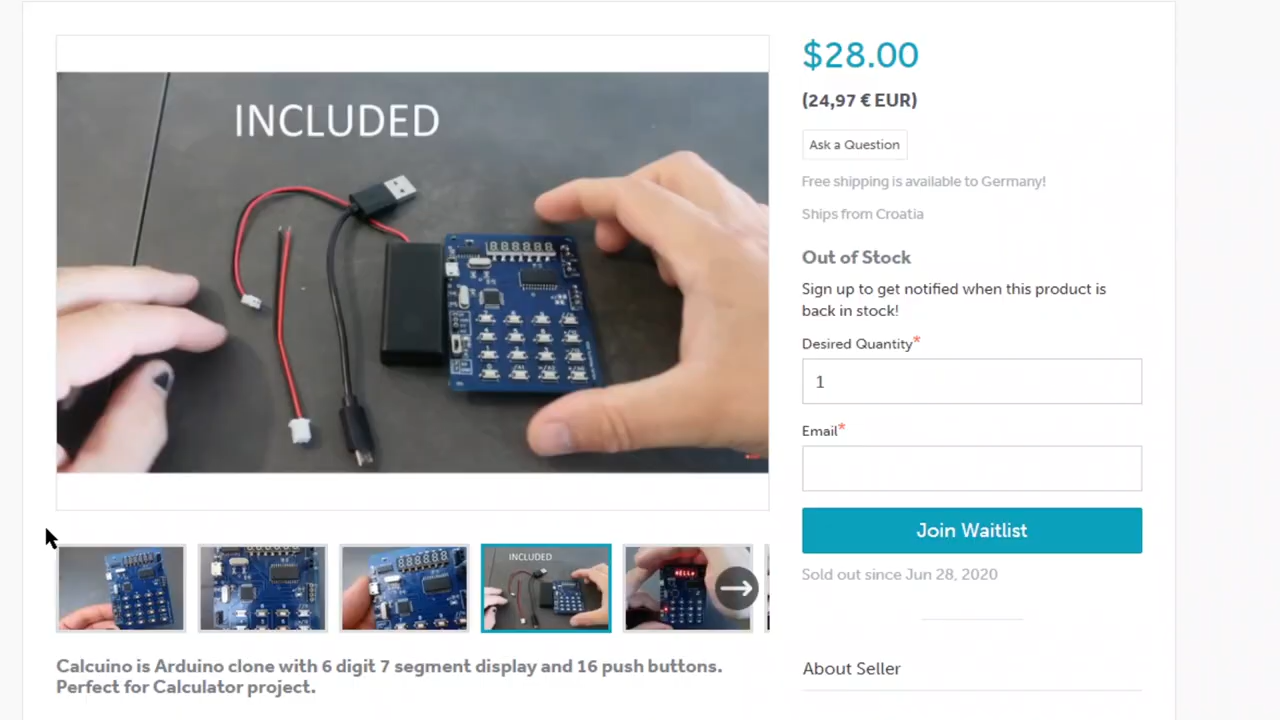 INCLUDED
$28.00
(24,97 € EUR)
Ask a Question
Free shipping is available to Germany!
Ships from Croatia
Out of Stock
Sign up to get notified when this product is
back in stock!
Desired Quantity*
1
Email*
Join Waitlist
Sold out since Jun 28, 2020
INCLUDED
Calcuino is Arduino clone with 6 digit 7 segment display and 16 push buttons.
Perfect for Calculator project.
About Seller